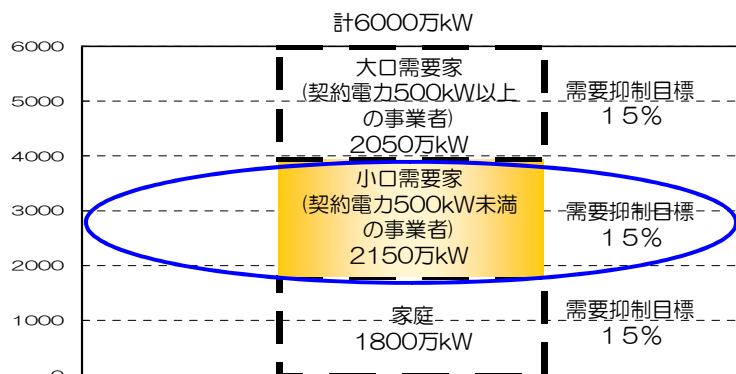 計6000万kW
6000
5000
4000
3000
2000
1000
0
大口需要家
(契約電力500kW以上
の事業者)
2050万kW
需要抑制目標
１５%
小口需要家
(契約電力500kW未満
の事業者)
2150万kW
需要抑制目標
１５%
家庭
1800万kW
需要抑制目標
１５%